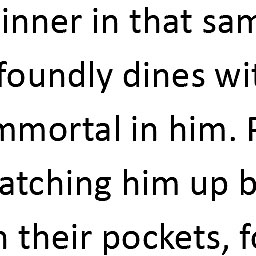 inner in that sam
foundly dines wit
mmortal in him. P
atching him up b
n their pockets, fo